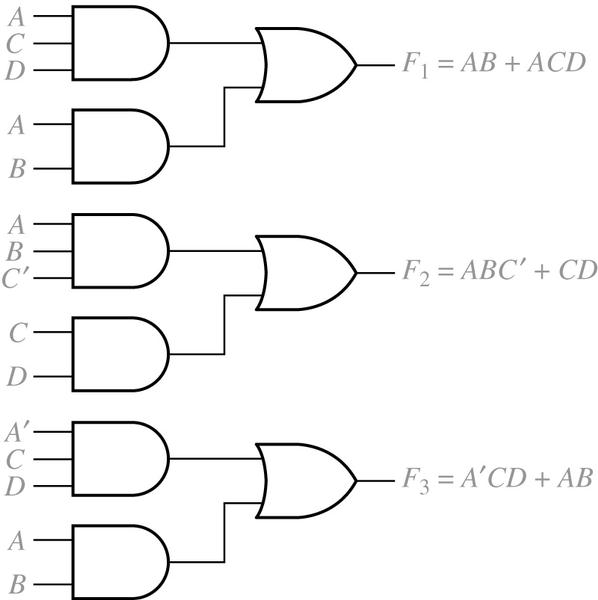 A
C
D
F₁ = AB + ACD
A
B
A
B
C′
F₂ = ABC′ + CD
C
D
A′
C
D
F₃ = A′CD + AB
A
B